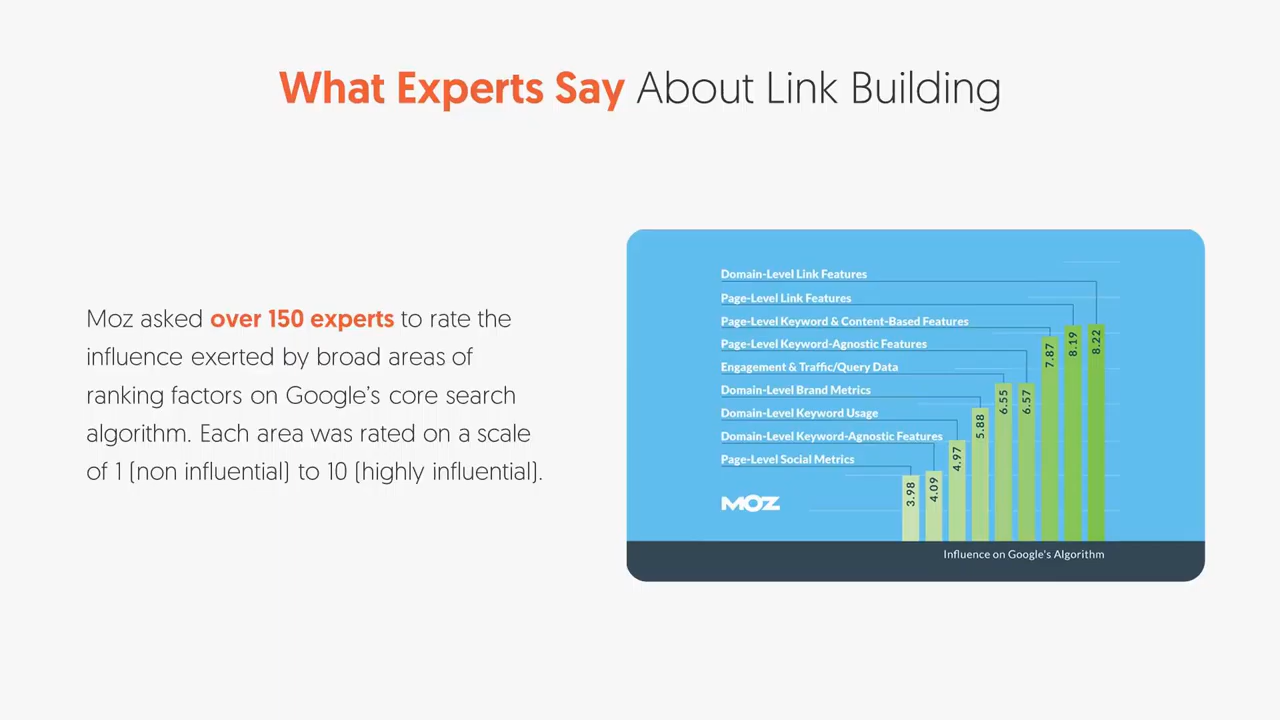 What Experts Say About Link Building
Moz asked over 150 experts to rate the
influence exerted by broad areas of
ranking factors on Google’s core search
algorithm. Each area was rated on a scale
of 1 (non influential) to 10 (highly influential).
Domain-Level Link Features
Page-Level Link Features
Page-Level Keyword & Content-Based Features
Page-Level Keyword-Agnostic Features
Engagement & Traffic/Query Data
Domain-Level Brand Metrics
Domain-Level Keyword Usage
Domain-Level Keyword-Agnostic Features
Page-Level Social Metrics
3.98
4.09
4.97
5.88
6.55
6.57
7.87
8.19
8.22
MOZ
Influence on Google's Algorithm